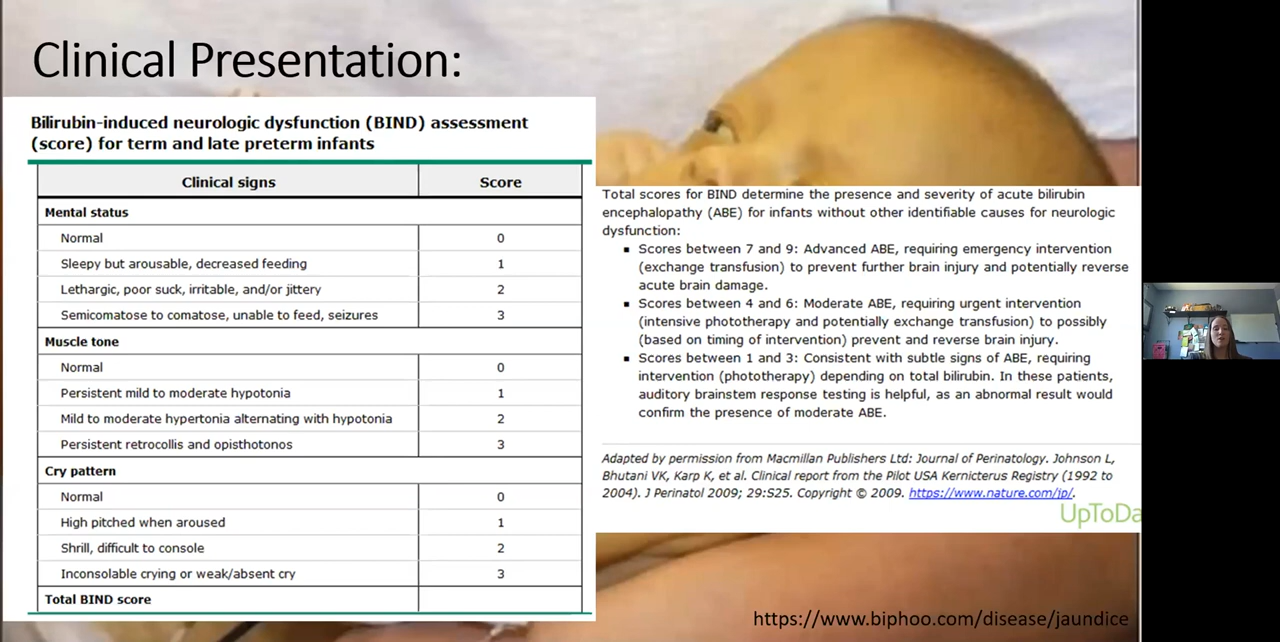 Clinical Presentation:
Bilirubin-induced neurologic dysfunction (BIND) assessment
(score) for term and late preterm infants
Clinical signs Score
Mental status
Normal 0
Sleepy but arousable, decreased feeding 1
Lethargic, poor suck, irritable, and/or jittery 2
Semicomatose to comatose, unable to feed, seizures 3
Muscle tone
Normal 0
Persistent mild to moderate hypotonia 1
Mild to moderate hypertonia alternating with hypotonia 2
Persistent retrocollis and opisthotonos 3
Cry pattern
Normal 0
High pitched when aroused 1
Shrill, difficult to console 2
Inconsolable crying or weak/absent cry 3
Total BIND score
Total scores for BIND determine the presence and severity of acute bilirubin
encephalopathy (ABE) for infants without other identifiable causes for neurologic
dysfunction:
▪ Scores between 7 and 9: Advanced ABE, requiring emergency intervention
(exchange transfusion) to prevent further brain injury and potentially reverse
acute brain damage.
▪ Scores between 4 and 6: Moderate ABE, requiring urgent intervention
(intensive phototherapy and potentially exchange transfusion) to possibly
(based on timing of intervention) prevent and reverse brain injury.
▪ Scores between 1 and 3: Consistent with subtle signs of ABE, requiring
intervention (phototherapy) depending on total bilirubin. In these patients,
auditory brainstem response testing is helpful, as an abnormal result would
confirm the presence of moderate ABE.
Adapted by permission from Macmillan Publishers Ltd: Journal of Perinatology. Johnson L,
Bhutani VK, Karp K, et al. Clinical report from the Pilot USA Kernicterus Registry (1992 to
2004). J Perinatol 2009; 29:S25. Copyright © 2009. https://www.nature.com/jp/.
UpToDa
https://www.biphoo.com/disease/jaundice